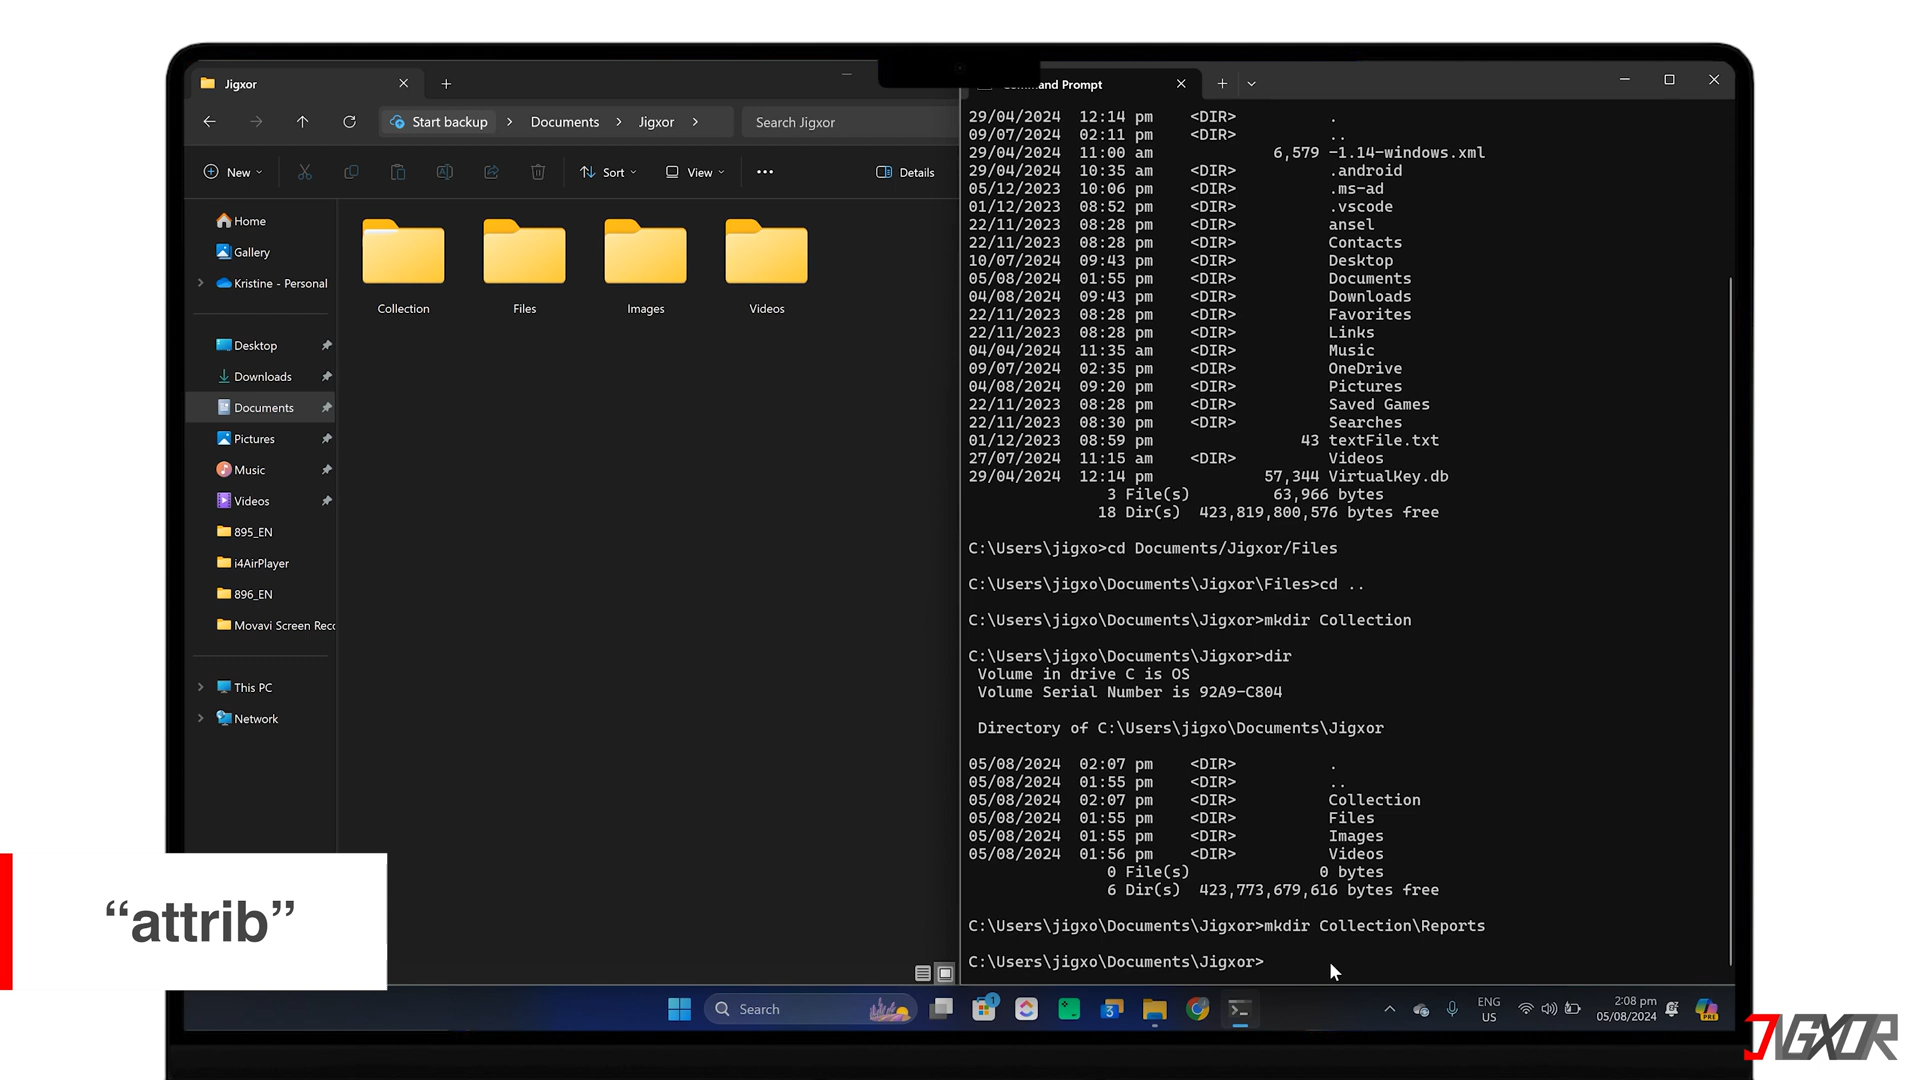 Jigxor
Start backup > Documents > Jigxor >
Search Jigxor
New
Sort
View
Details
Home
Gallery
Kristine - Personal
Desktop
Downloads
Documents
Pictures
Music
Videos
895_EN
i4AirPlayer
896_EN
Movavi Screen Reco
This PC
Network
Collection
Files
Images
Videos
Command Prompt
29/04/2024 12:14 pm <DIR> .
09/07/2024 02:11 pm <DIR> ..
29/04/2024 11:00 am 6,579 -1.14-windows.xml
29/04/2024 10:35 am <DIR> .android
05/12/2023 10:06 pm <DIR> .ms-ad
01/12/2023 08:52 pm <DIR> .vscode
22/11/2023 08:28 pm <DIR> ansel
22/11/2023 08:28 pm <DIR> Contacts
10/07/2024 09:43 pm <DIR> Desktop
05/08/2024 01:55 pm <DIR> Documents
04/08/2024 09:43 pm <DIR> Downloads
22/11/2023 08:28 pm <DIR> Favorites
22/11/2023 08:28 pm <DIR> Links
04/04/2024 11:35 am <DIR> Music
09/07/2024 02:35 pm <DIR> OneDrive
04/08/2024 09:20 pm <DIR> Pictures
22/11/2023 08:28 pm <DIR> Saved Games
22/11/2023 08:30 pm <DIR> Searches
01/12/2023 08:59 pm 43 textFile.txt
27/07/2024 11:15 am <DIR> Videos
29/04/2024 12:14 pm 57,344 VirtualKey.db
3 File(s) 63,966 bytes
18 Dir(s) 423,819,800,576 bytes free
C:\Users\jigxo>cd Documents/Jigxor/Files
C:\Users\jigxo\Documents\Jigxor\Files>cd ..
C:\Users\jigxo\Documents\Jigxor>mkdir Collection
C:\Users\jigxo\Documents\Jigxor>dir
Volume in drive C is OS
Volume Serial Number is 92A9-C804
Directory of C:\Users\jigxo\Documents\Jigxor
05/08/2024 02:07 pm <DIR> .
05/08/2024 01:55 pm <DIR> ..
05/08/2024 02:07 pm <DIR> Collection
05/08/2024 01:55 pm <DIR> Files
05/08/2024 01:55 pm <DIR> Images
05/08/2024 01:56 pm <DIR> Videos
0 File(s) 0 bytes
6 Dir(s) 423,773,679,616 bytes free
C:\Users\jigxo\Documents\Jigxor>mkdir Collection\Reports
C:\Users\jigxo\Documents\Jigxor>
“attrib”
Search
1
3
ENG
US
2:08 pm
05/08/2024
PRE
JIGXOR